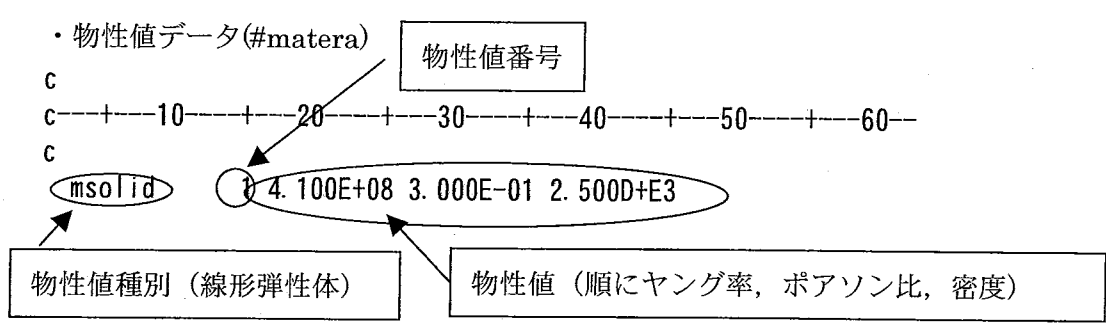 ・物性値データ(#matera)
物性値番号
c
c---+---10----+---20----+---30----+---40----+---50----+---60--
c
msolid 1 4.100E+08 3.000E-01 2.500D+E3
物性値種別（線形弾性体）
物性値（順にヤング率，ポアソン比，密度）